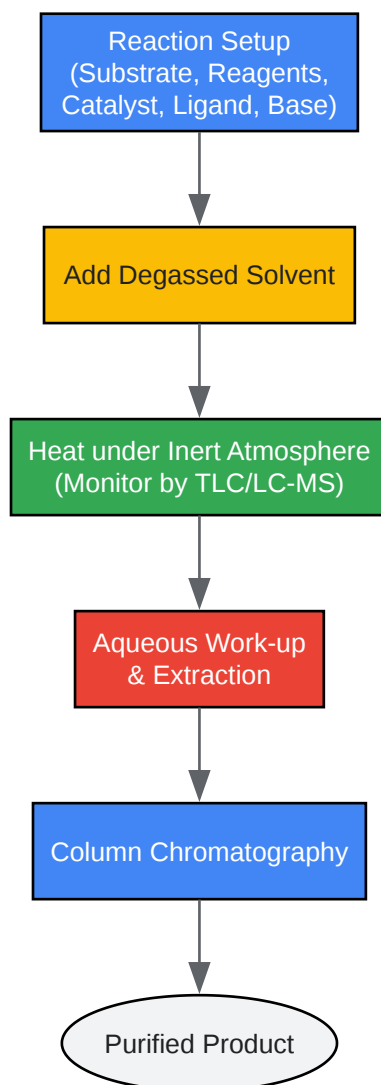 Reaction Setup
(Substrate, Reagents,
Catalyst, Ligand, Base)
Add Degassed Solvent
Heat under Inert Atmosphere
(Monitor by TLC/LC-MS)
Aqueous Work-up
& Extraction
Column Chromatography
Purified Product